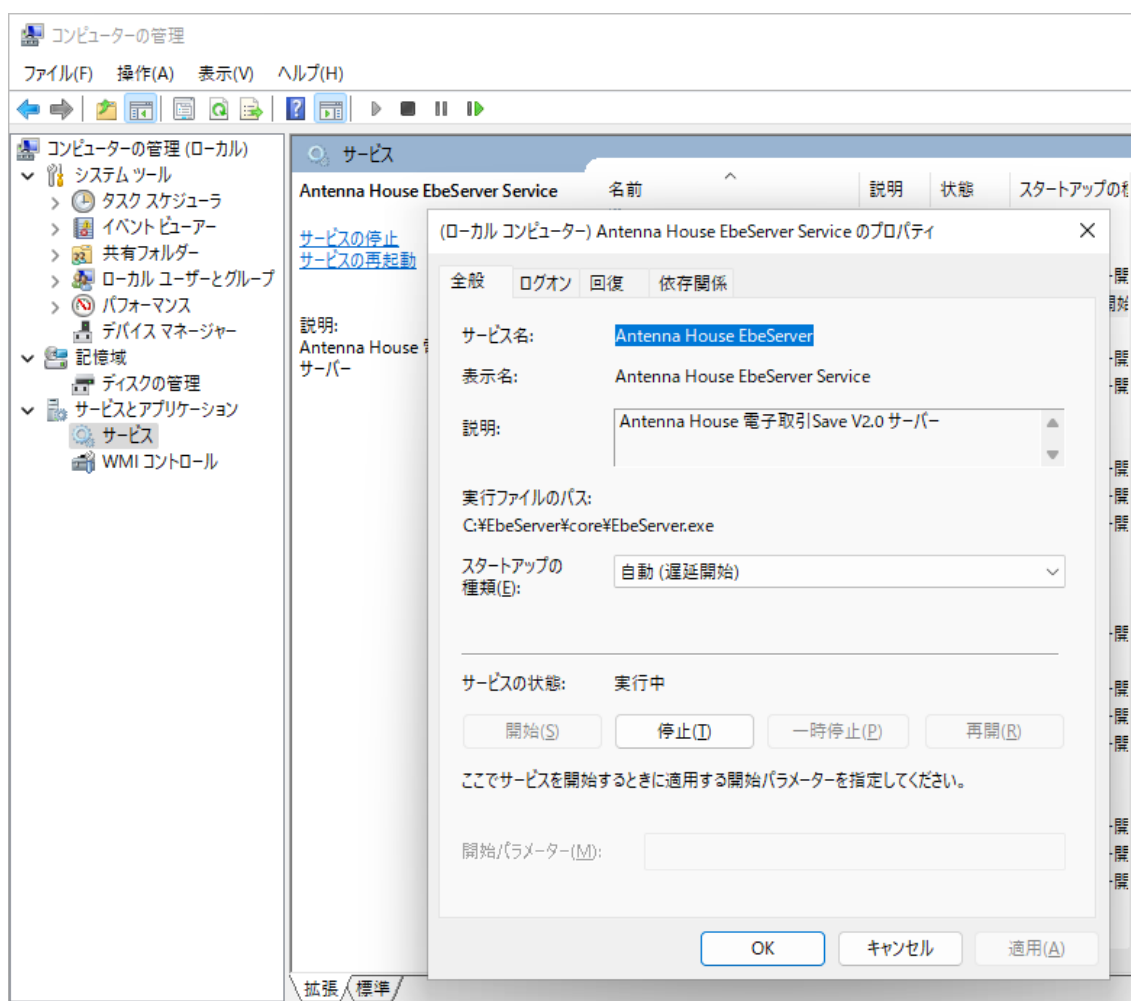 コンピューターの管理
ファイル(F) 操作(A) 表示(V) ヘルプ(H)
コンピューターの管理 (ローカル)
システム ツール
タスク スケジューラ
イベント ビューアー
共有フォルダー
ローカル ユーザーとグループ
パフォーマンス
デバイス マネージャー
記憶域
ディスクの管理
サービスとアプリケーション
サービス
WMI コントロール
サービス
Antenna House EbeServer Service
サービスの停止
サービスの再起動
説明:
Antenna House
サーバー
名前 説明 状態 スタートアップの
(ローカル コンピューター) Antenna House EbeServer Service のプロパティ
全般 ログオン 回復 依存関係
サービス名: Antenna House EbeServer
表示名: Antenna House EbeServer Service
説明: Antenna House 電子取引Save V2.0 サーバー
実行ファイルのパス:
C:¥EbeServer¥core¥EbeServer.exe
スタートアップの
種類(E): 自動 (遅延開始)
サービスの状態: 実行中
開始(S) 停止(T) 一時停止(P) 再開(R)
ここでサービスを開始するときに適用する開始パラメーターを指定してください。
開始パラメーター(M):
OK キャンセル 適用(A)
拡張 標準